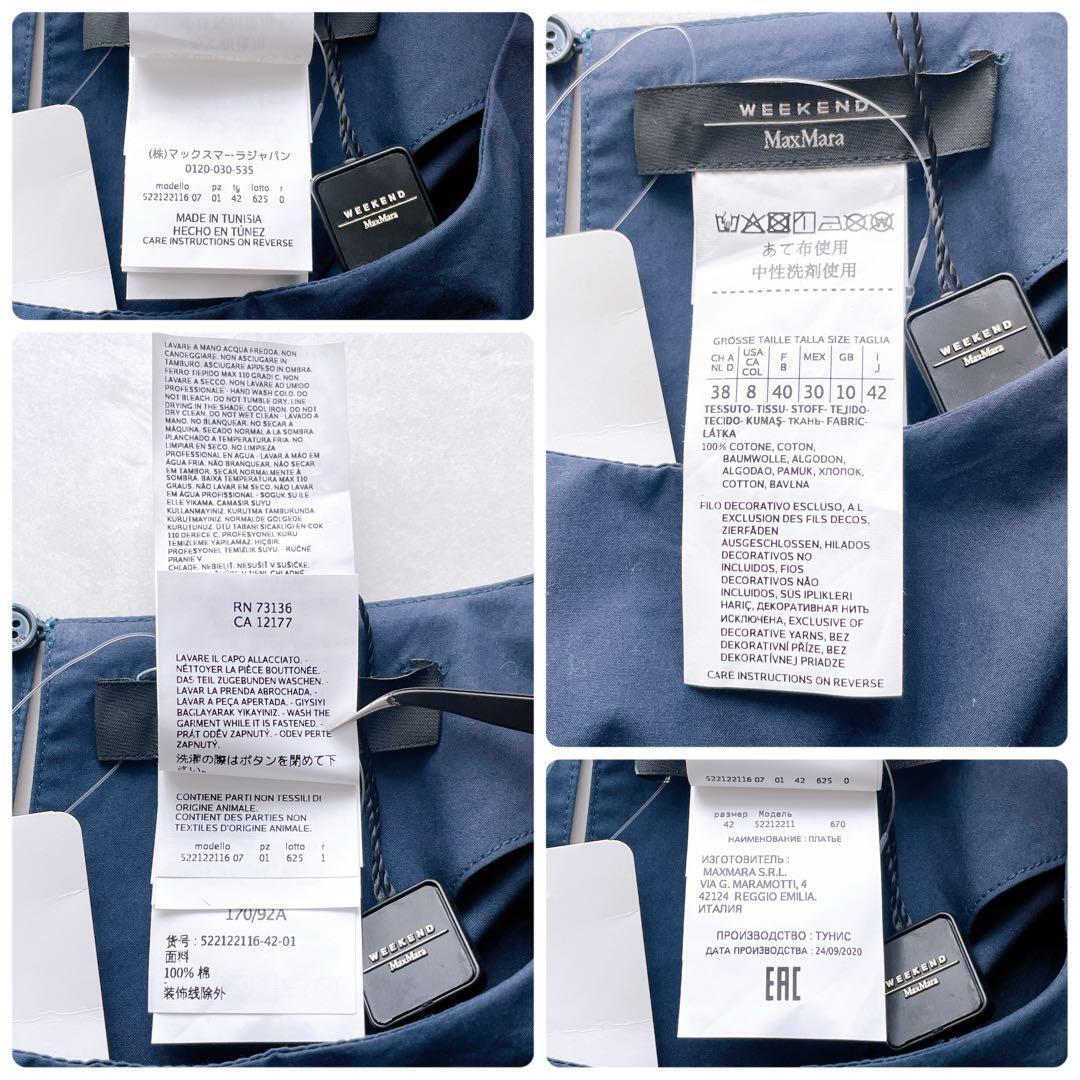 (株)マックスマーラジャパン
0120-030-535
modello pz tg lotto r
522122116 07 01 42 625 0
MADE IN TUNISIA
HECHO EN TÚNEZ
CARE INSTRUCTIONS ON REVERSE
WEEKEND
MaxMara
WEEKEND
MaxMara
あて布使用
中性洗剤使用
GRÖSSE TAILLE TALLA SIZE TAGLIA
CH A NL D USA CA COL F B MEX GB I J
38 8 40 30 10 42
TESSUTO- TISSU- STOFF- TEJIDO-
TECIDO- KUMAŞ- ТКАНЬ- FABRIC-
LÁTKA
100% COTONE, COTON,
BAUMWOLLE, ALGODON,
ALGODAO, PAMUK, ХЛОПОК,
COTTON, BAVLNA
FILO DECORATIVO ESCLUSO, A L
EXCLUSION DES FILS DECOS,
ZIERFÄDEN
AUSGESCHLOSSEN, HILADOS
DECORATIVOS NO
INCLUIDOS, FIOS
DECORATIVOS NÃO
INCLUIDOS, SÜS IPLIKLERI
HARIÇ, ДЕКОРАТИВНАЯ НИТЬ
ИСКЛЮЧЕНА, EXCLUSIVE OF
DECORATIVE YARNS, BEZ
DEKORATIVNÍ PŘÍZE, BEZ
DEKORATÍVNEJ PRIADZE
CARE INSTRUCTIONS ON REVERSE
WEEKEND
MaxMara
LAVARE A MANO ACQUA FREDDA. NON
CANDEGGIARE. NON ASCIUGARE IN
TAMBURO. ASCIUGARE APPESO IN OMBRA.
FERRO TIEPIDO MAX 110 GRADI C. NON
LAVARE A SECCO. NON LAVARE AD UMIDO
PROFESSIONALE - HAND WASH COLD. DO
NOT BLEACH. DO NOT TUMBLE DRY. LINE
DRYING IN THE SHADE. COOL IRON. DO NOT
DRY CLEAN. DO NOT WET CLEAN - LAVADO A
MANO. NO BLANQUEAR. NO SECAR A
MÁQUINA. SECADO NORMAL A LA SOMBRA.
PLANCHADO A TEMPERATURA FRIA. NO
LIMPIAR EN SECO. NO LIMPIEZA
PROFESSIONAL EN AGUA - LAVAR A MÃO EM
ÁGUA FRIA. NÃO BRANQUEAR. NÃO SECAR
EM TAMBOR. SECAR NORMALMENTE À
SOMBRA. BAIXA TEMPERATURA MAX 110
GRAUS. NÃO LAVAR EM SECO. NÃO LAVAR
EM ÁGUA PROFISSIONAL - SOGUK SU ILE
ELLE YIKAMA. ÇAMASIR SUYU
KULLANMAYINIZ. KURUTMA TAMBURUNDA
KURUTMAYINIZ. NORMALDE GÖLGEDE
KURUTUNUZ. ÜTÜ TABANI SICAKLIGI EN COK
110 DERECE C. PROFESYONEL KURU
TEMIZLEME YAPILAMAZ. HIÇBIR
PROFESYONEL TEMIZLIK SUYU. - RUČNÉ
PRANIE V
CHLADE. NEBIELIŤ. NESUŠIŤ V SUŠIČKE.
RN 73136
CA 12177
LAVARE IL CAPO ALLACCIATO. -
NETTOYER LA PIÈCE BOUTTONÉE. -
DAS TEIL ZUGEBUNDEN WASCHEN. -
LAVAR LA PRENDA ABROCHADA. -
LAVAR A PEÇA APERTADA. - GIYSIYI
BAGLAYARAK YIKAYINIZ. - WASH THE
GARMENT WHILE IT IS FASTENED. -
PRÁT ODĚV ZAPNUTÝ. - ODEV PERTE
ZAPNUTÝ.
洗濯の際はボタンを閉めて下
さい。
CONTIENE PARTI NON TESSILI DI
ORIGINE ANIMALE.
CONTIENT DES PARTIES NON
TEXTILES D'ORIGINE ANIMALE.
modello pz lotto r
522122116 07 01 625 1
170/92A
货号 : 522122116-42-01
面料
100% 棉
装饰线除外
WEEKEND
MaxMara
522122116 07 01 42 625 0
размер Модель
42 52212211 670
НАИМЕНОВАНИЕ : ПЛАТЬЕ
ИЗГОТОВИТЕЛЬ :
MAXMARA S.R.L.
VIA G. MARAMOTTI, 4
42124 REGGIO EMILIA.
ИТАЛИЯ
ПРОИЗВОДСТВО : ТУНИС
ДАТА ПРОИЗВОДСТВА : 24/09/2020
EAC
WEEKEND
MaxMara